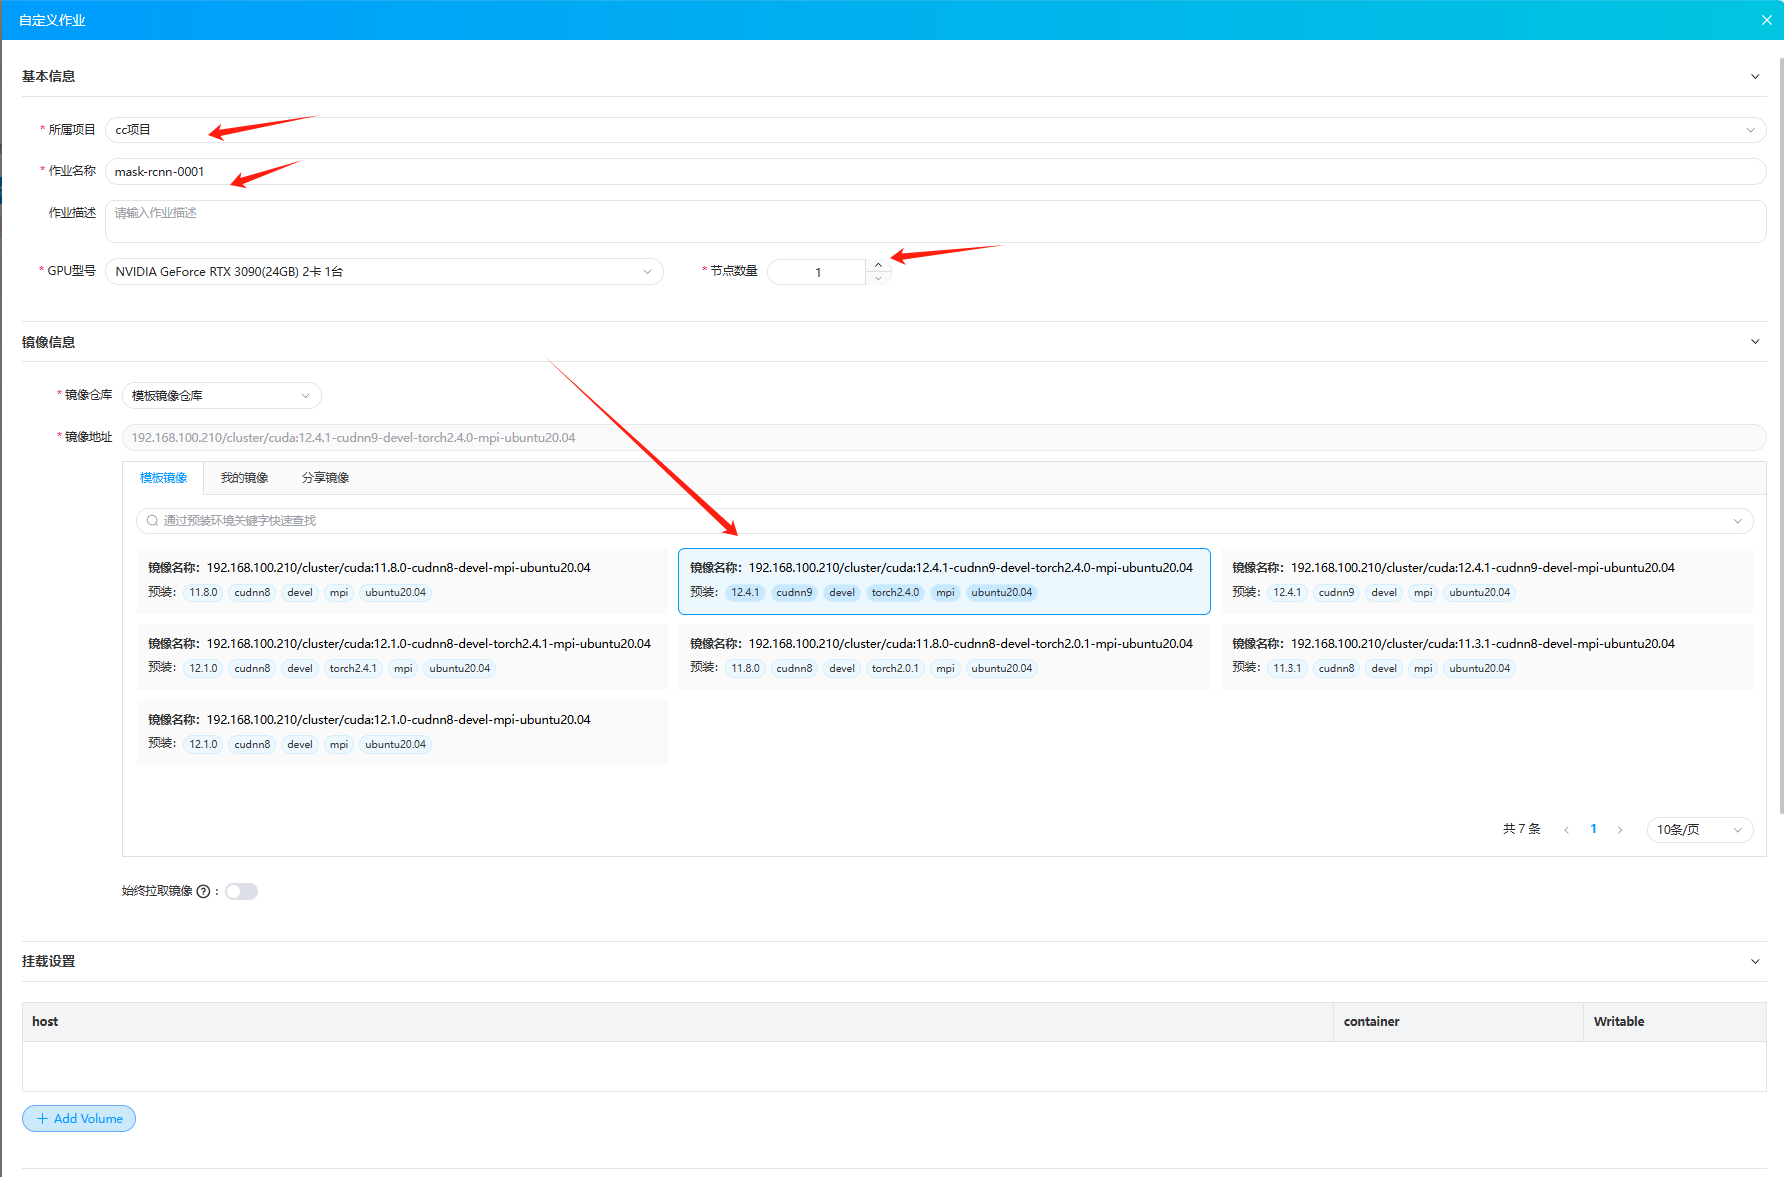 自定义作业
基本信息
* 所属项目 cc项目
* 作业名称 mask-rcnn-0001
作业描述 请输入作业描述
* GPU型号 NVIDIA GeForce RTX 3090(24GB) 2卡 1台 * 节点数量 1
镜像信息
* 镜像仓库 模板镜像仓库
* 镜像地址 192.168.100.210/cluster/cuda:12.4.1-cudnn9-devel-torch2.4.0-mpi-ubuntu20.04
模板镜像 我的镜像 分享镜像
通过预装环境关键字快速查找
镜像名称：192.168.100.210/cluster/cuda:11.8.0-cudnn8-devel-mpi-ubuntu20.04
预装：11.8.0 cudnn8 devel mpi ubuntu20.04
镜像名称：192.168.100.210/cluster/cuda:12.4.1-cudnn9-devel-torch2.4.0-mpi-ubuntu20.04
预装：12.4.1 cudnn9 devel torch2.4.0 mpi ubuntu20.04
镜像名称：192.168.100.210/cluster/cuda:12.4.1-cudnn9-devel-mpi-ubuntu20.04
预装：12.4.1 cudnn9 devel mpi ubuntu20.04
镜像名称：192.168.100.210/cluster/cuda:12.1.0-cudnn8-devel-torch2.4.1-mpi-ubuntu20.04
预装：12.1.0 cudnn8 devel torch2.4.1 mpi ubuntu20.04
镜像名称：192.168.100.210/cluster/cuda:11.8.0-cudnn8-devel-torch2.0.1-mpi-ubuntu20.04
预装：11.8.0 cudnn8 devel torch2.0.1 mpi ubuntu20.04
镜像名称：192.168.100.210/cluster/cuda:11.3.1-cudnn8-devel-mpi-ubuntu20.04
预装：11.3.1 cudnn8 devel mpi ubuntu20.04
镜像名称：192.168.100.210/cluster/cuda:12.1.0-cudnn8-devel-mpi-ubuntu20.04
预装：12.1.0 cudnn8 devel mpi ubuntu20.04
共 7 条 1 10条/页
始终拉取镜像 ? :
挂载设置
host container Writable
+ Add Volume